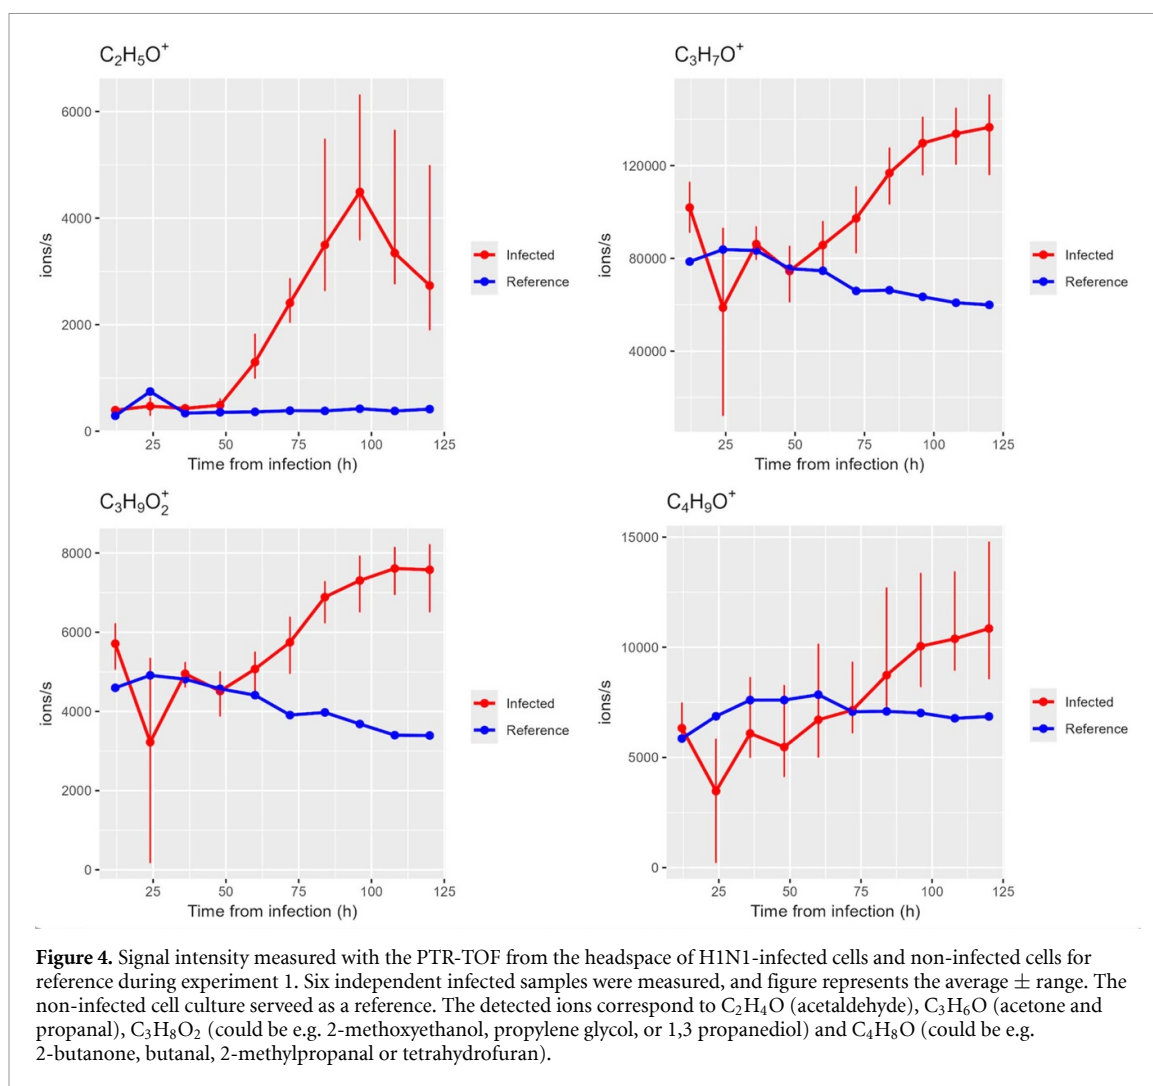 C₂H₅O⁺
6000
4000
2000
0
ions/s
25
50
75
100
125
Time from infection (h)
Infected
Reference
C₃H₇O⁺
120000
80000
40000
ions/s
25
50
75
100
125
Time from infection (h)
Infected
Reference
C₃H₉O₂⁺
8000
6000
4000
2000
0
ions/s
25
50
75
100
125
Time from infection (h)
Infected
Reference
C₄H₉O⁺
15000
10000
5000
0
ions/s
25
50
75
100
125
Time from infection (h)
Infected
Reference
Figure 4. Signal intensity measured with the PTR-TOF from the headspace of H1N1-infected cells and non-infected cells for
reference during experiment 1. Six independent infected samples were measured, and figure represents the average ± range. The
non-infected cell culture serveed as a reference. The detected ions correspond to C₂H₄O (acetaldehyde), C₃H₆O (acetone and
propanal), C₃H₈O₂ (could be e.g. 2-methoxyethanol, propylene glycol, or 1,3 propanediol) and C₄H₈O (could be e.g.
2-butanone, butanal, 2-methylpropanal or tetrahydrofuran).